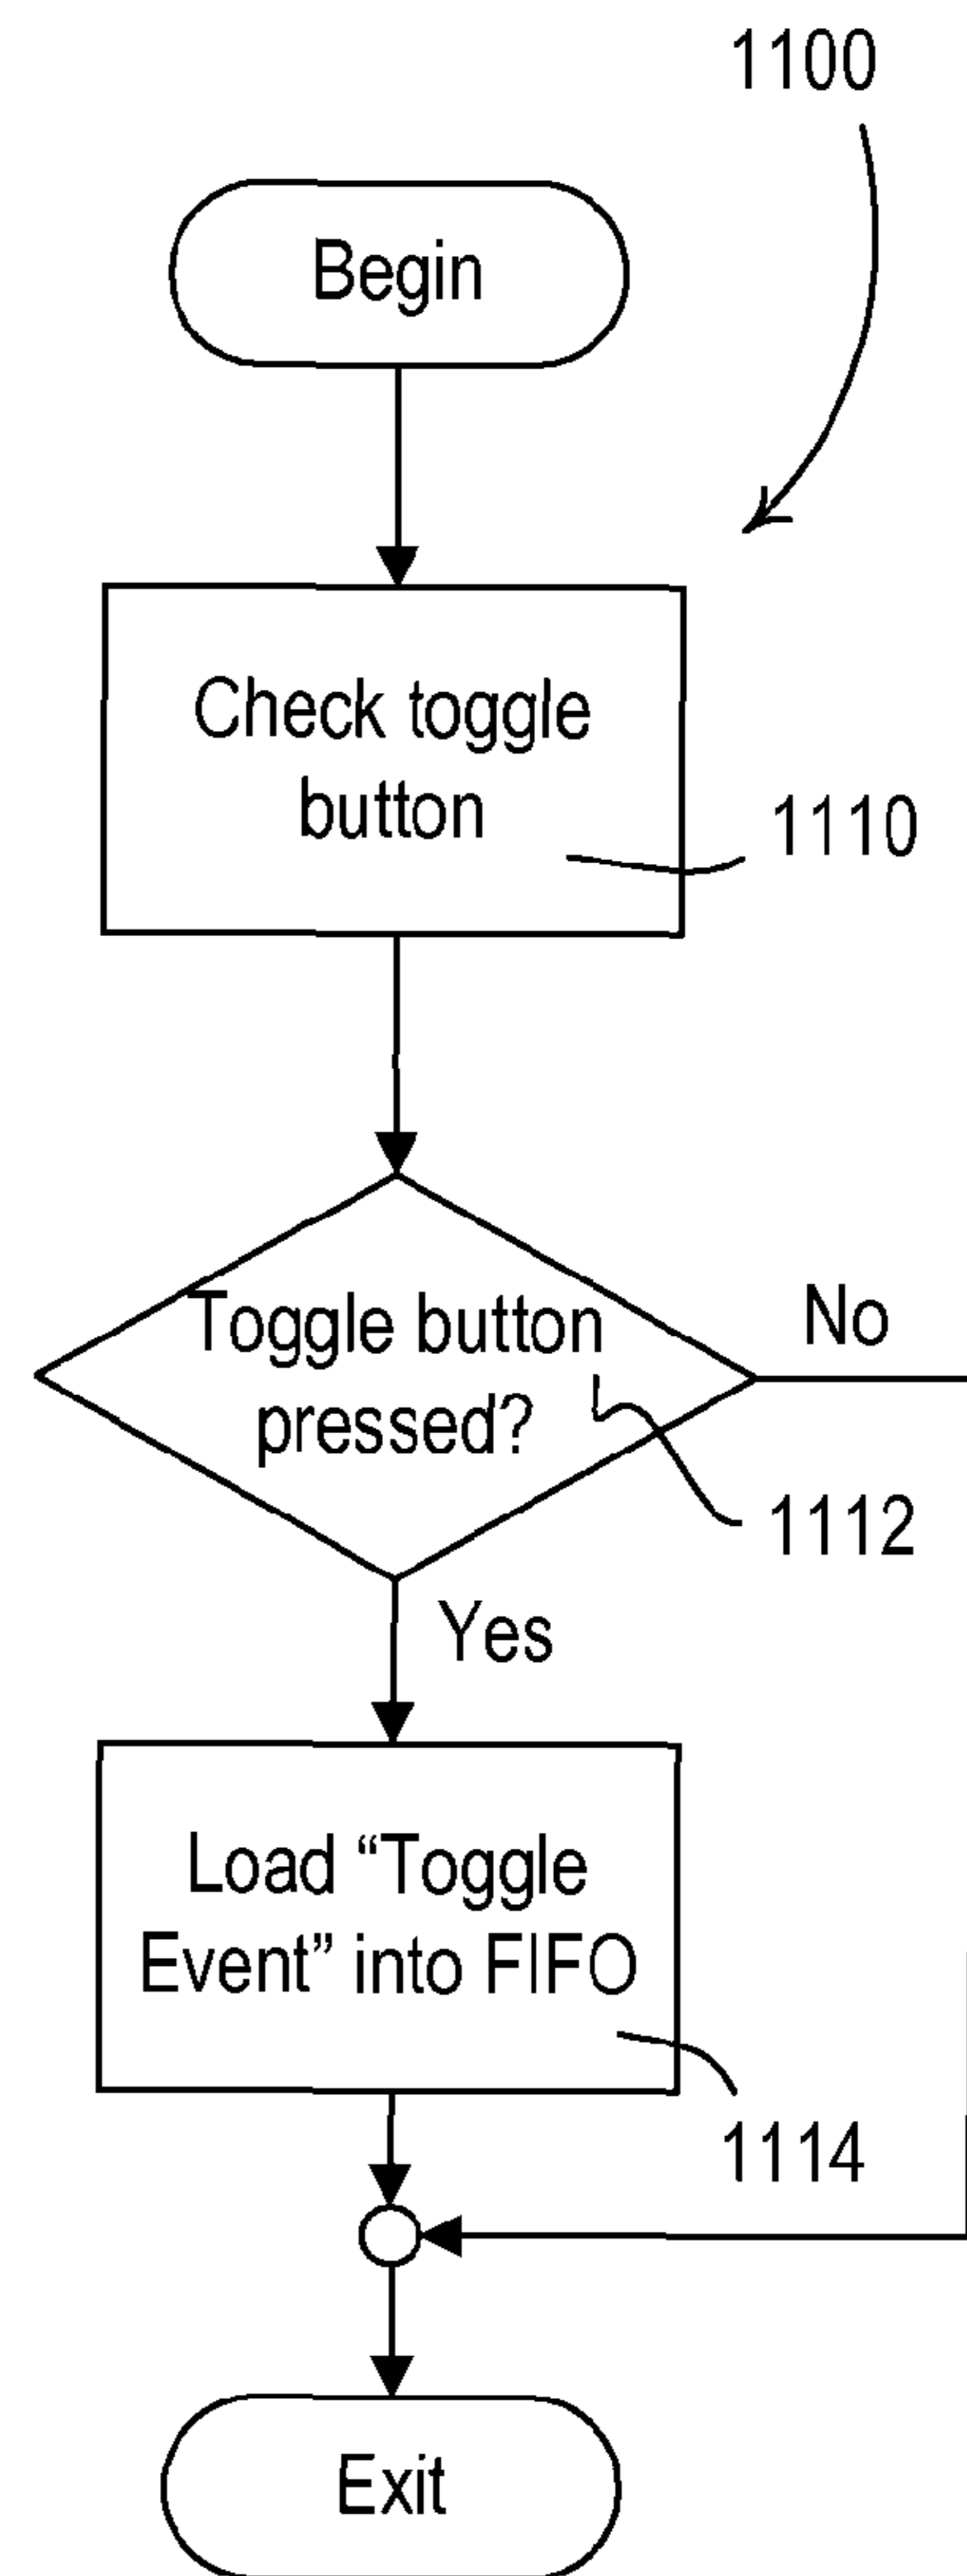 1100
Begin
Check toggle
button
1110
Toggle button
pressed?
No
1112
Yes
Load “Toggle
Event” into FIFO
1114
Exit